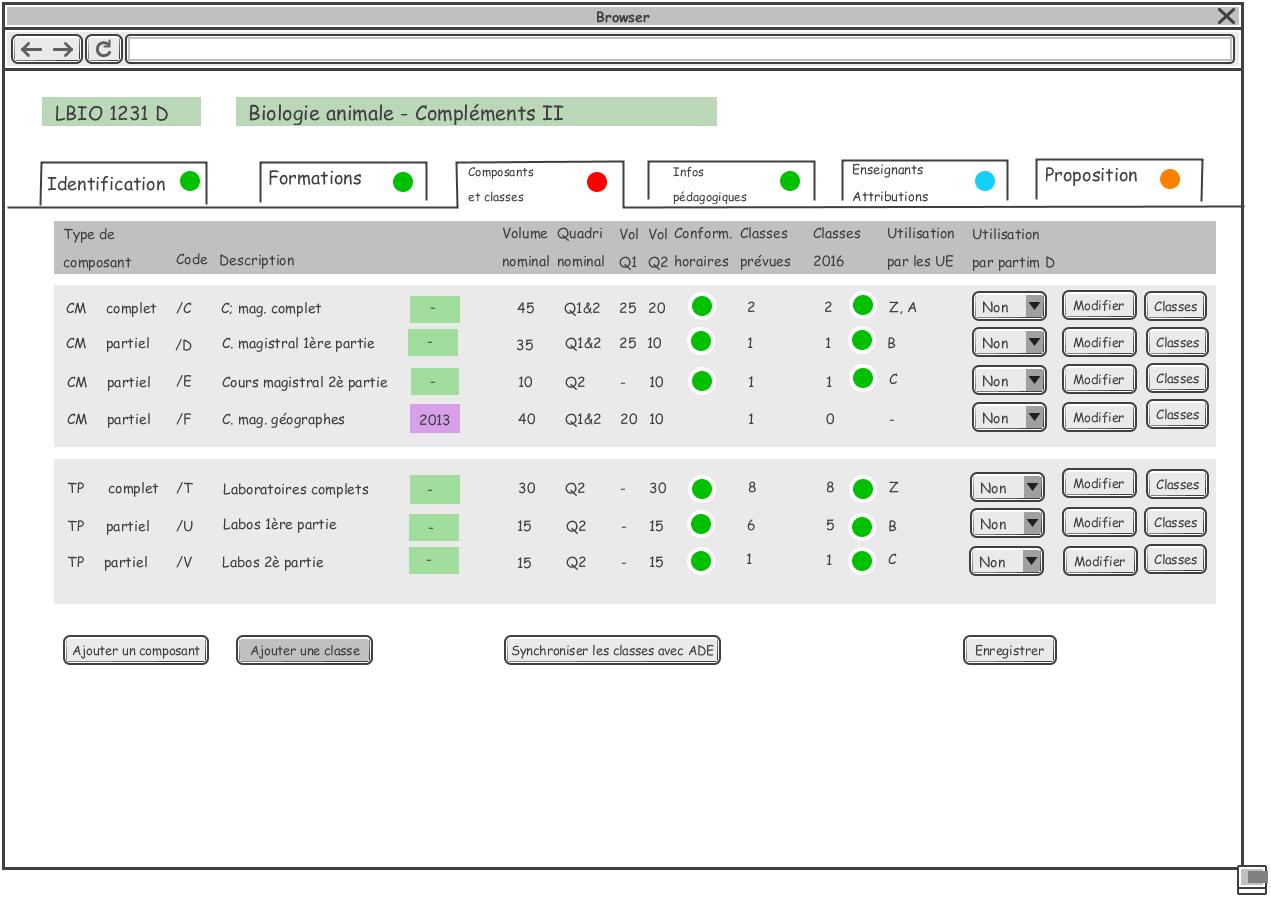 Browser
LBIO 1231 D Biologie animale - Compléments II
Identification Formations Composants et classes Infos pédagogiques Enseignants Attributions Proposition
Type de composant Code Description Volume nominal Quadri nominal Vol Q1 Vol Q2 Conform. horaires Classes prévues Classes 2016 Utilisation par les UE Utilisation par partim D
CM complet /C C; mag. complet - 45 Q1&2 25 20 2 2 Z, A Non Modifier Classes
CM partiel /D C. magistral 1ère partie - 35 Q1&2 25 10 1 1 B Non Modifier Classes
CM partiel /E Cours magistral 2è partie - 10 Q2 - 10 1 1 C Non Modifier Classes
CM partiel /F C. mag. géographes 2013 40 Q1&2 20 10 1 0 - Non Modifier Classes
TP complet /T Laboratoires complets - 30 Q2 - 30 8 8 Z Non Modifier Classes
TP partiel /U Labos 1ère partie - 15 Q2 - 15 6 5 B Non Modifier Classes
TP partiel /V Labos 2è partie - 15 Q2 - 15 1 1 C Non Modifier Classes
Ajouter un composant Ajouter une classe Synchroniser les classes avec ADE Enregistrer